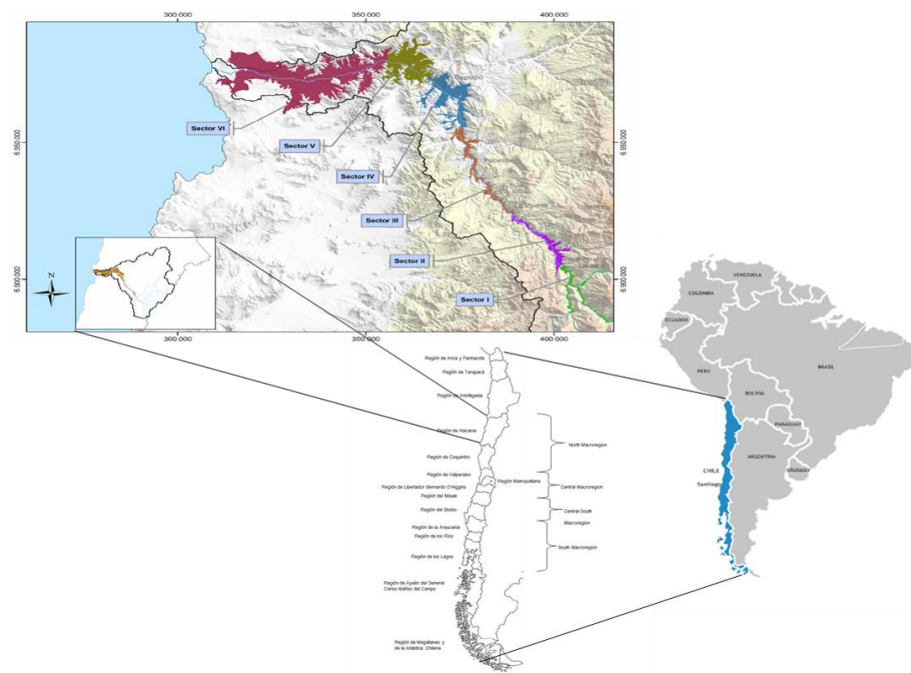 300.000
350.000
400.000
Copiapó
Sector VI
Sector V
Sector IV
Sector III
Sector II
Sector I
6.950.000
6.900.000
6.950.000
6.900.000
N
300.000
350.000
400.000
VENEZUELA
COLOMBIA
ECUADOR
PERU
BRASIL
BOLIVIA
PARAGUAY
CHILE
Santiago
ARGENTINA
URUGUAY
Región de Arica y Parinacota
Región de Tarapacá
Región de Antofagasta
Región de Atacama
North Macroregion
Región de Coquimbo
Región de Valparaíso
Región Metropolitana
Región de Libertador Bernardo O'Higgins
Central Macroregion
Región del Maule
Región del Biobío
Central-South
Macroregion
Región de la Araucanía
Región de los Ríos
South Macroregion
Región de los Lagos
Región de Aysén del General
Carlos Ibáñez del Campo
Región de Magallanes y
de la Antártica Chilena